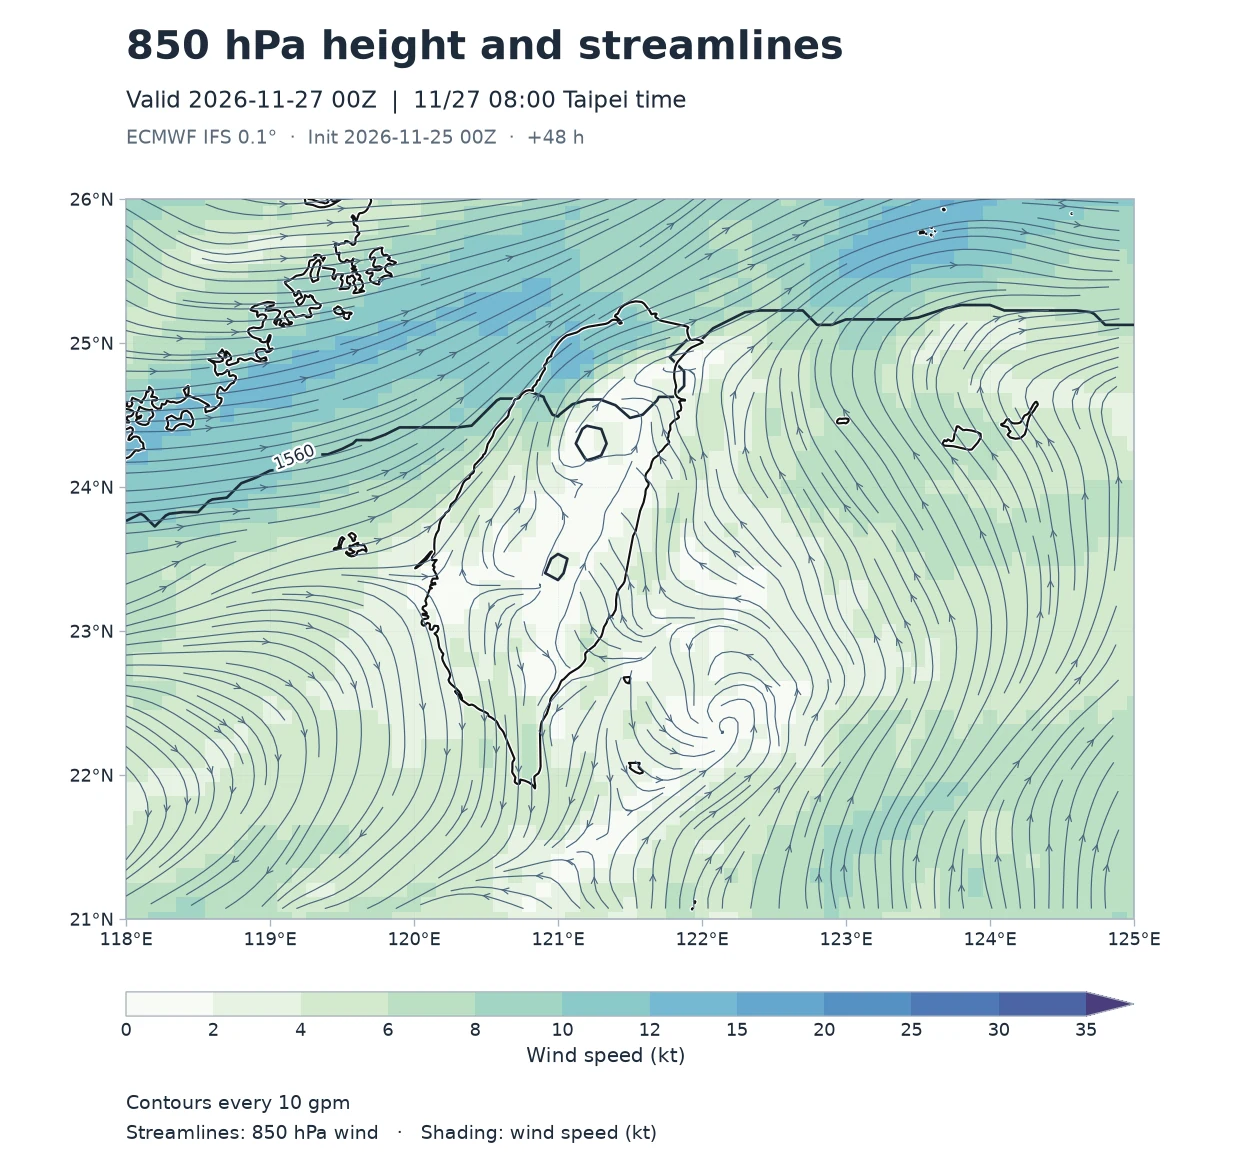 850 hPa height and streamlines
Valid 2026-11-27 00Z | 11/27 08:00 Taipei time
ECMWF IFS 0.1° · Init 2026-11-25 00Z · +48 h
26°N
25°N
24°N
23°N
22°N
21°N
1560
118°E 119°E 120°E 121°E 122°E 123°E 124°E 125°E
0 2 4 6 8 10 12 15 20 25 30 35
Wind speed (kt)
Contours every 10 gpm
Streamlines: 850 hPa wind · Shading: wind speed (kt)